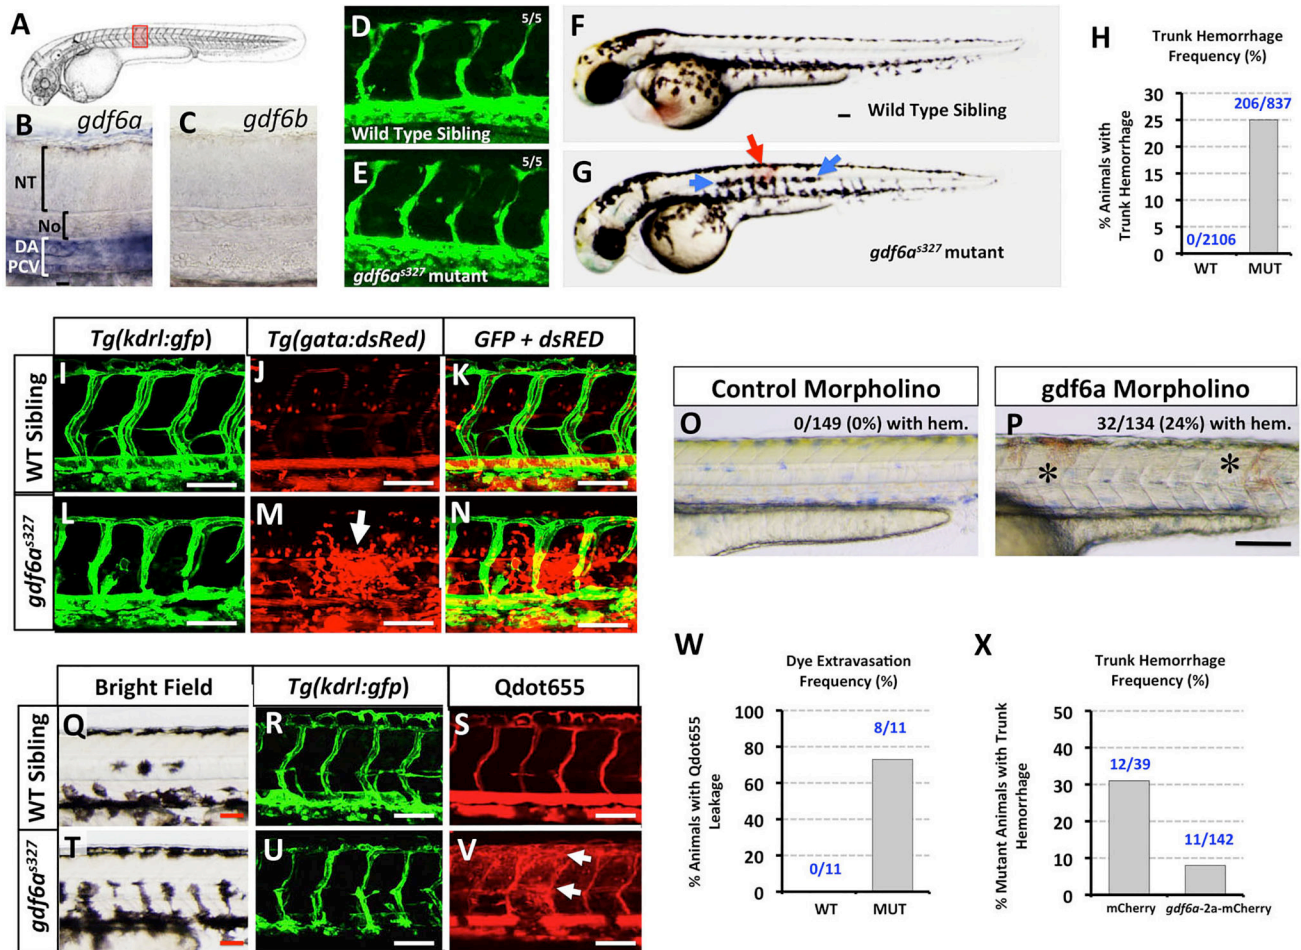 A
B
gdf6a
NT
No
DA
PCV
C
gdf6b
D
5/5
Wild Type Sibling
E
5/5
gdf6a^s327 mutant
F
Wild Type Sibling
G
gdf6a^s327 mutant
H
Trunk Hemorrhage
Frequency (%)
% Animals with
Trunk Hemorrhage
30
25
20
15
10
5
0
0/2106
206/837
WT
MUT
Tg(kdrl:gfp)
Tg(gata:dsRed)
GFP + dsRED
WT Sibling
I
J
K
gdf6a^s327
L
M
N
Control Morpholino
O
0/149 (0%) with hem.
gdf6a Morpholino
P
32/134 (24%) with hem.
*
*
Bright Field
Tg(kdrl:gfp)
Qdot655
WT Sibling
Q
R
S
gdf6a^s327
T
U
V
W
Dye Extravasation
Frequency (%)
% Animals with Qdot655
Leakage
100
80
60
40
20
0
0/11
8/11
WT
MUT
X
Trunk Hemorrhage
Frequency (%)
% Mutant Animals with Trunk
Hemorrhage
50
40
30
20
10
0
12/39
11/142
mCherry
gdf6a-2a-mCherry